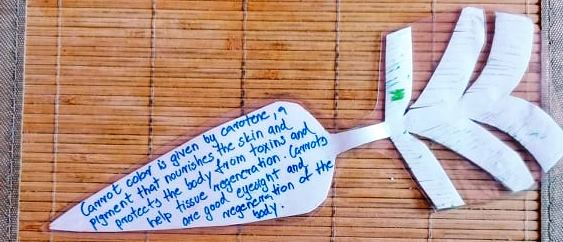 Carrot color is given by carotene, a
pigment that nourishes the skin and
protects the body from toxins and
help tissue regeneration. Carrots
are good eyeught and
regeneration of the
body.